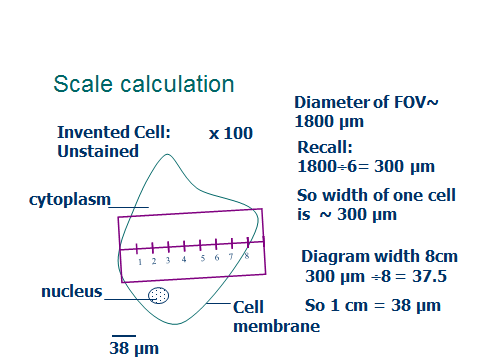 Scale calculation
Invented Cell: x 100
Unstained
cytoplasm
1 2 3 4 5 6 7 8
nucleus
Cell
membrane
38 µm
Diameter of FOV~
1800 µm
Recall:
1800÷6= 300 µm
So width of one cell
is ~ 300 µm
Diagram width 8cm
300 µm ÷8 = 37.5
So 1 cm = 38 µm